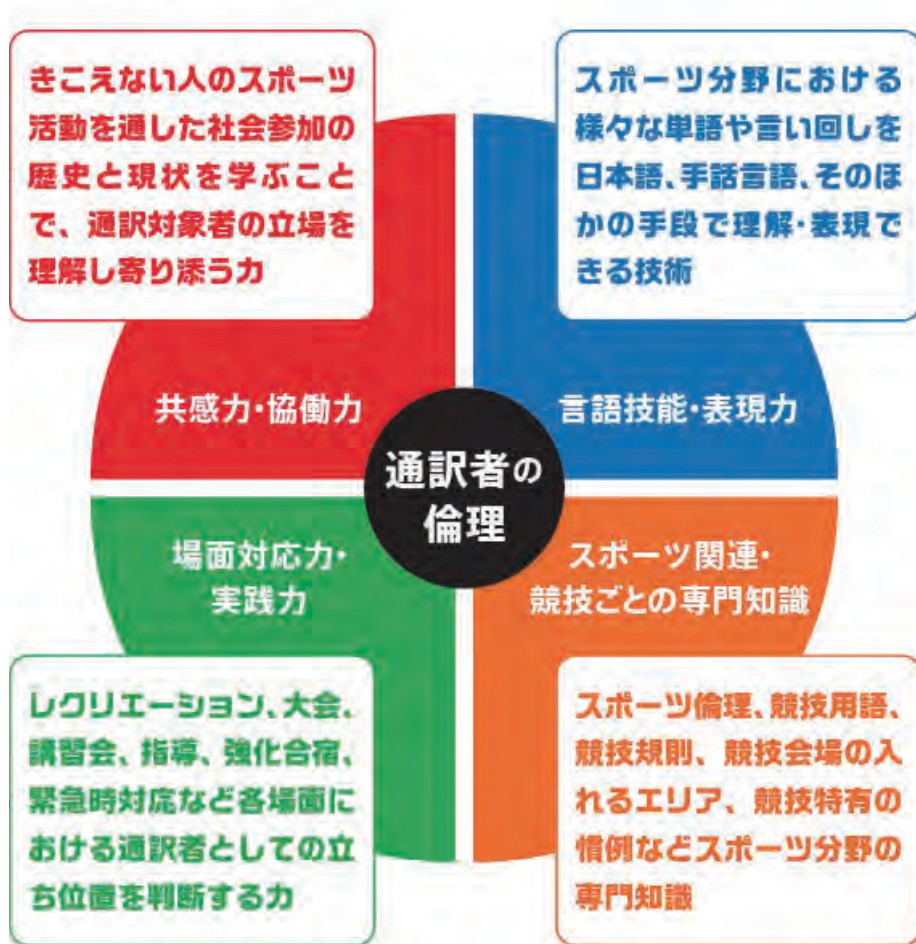 きこえない人のスポーツ
活動を通した社会参加の
歴史と現状を学ぶこと
で、通訳対象者の立場を
理解し寄り添う力
スポーツ分野における
様々な単語や言い回しを
日本語、手話言語、そのほ
かの手段で理解・表現で
きる技術
共感力・協働力
言語技能・表現力
通訳者の
倫理
場面対応力・
実践力
スポーツ関連・
競技ごとの専門知識
レクリエーション、大会、
講習会、指導、強化合宿、
緊急時対応など各場面に
おける通訳者としての立
ち位置を判断する力
スポーツ倫理、競技用語、
競技規則、競技会場の入
れるエリア、競技特有の
慣例などスポーツ分野の
専門知識